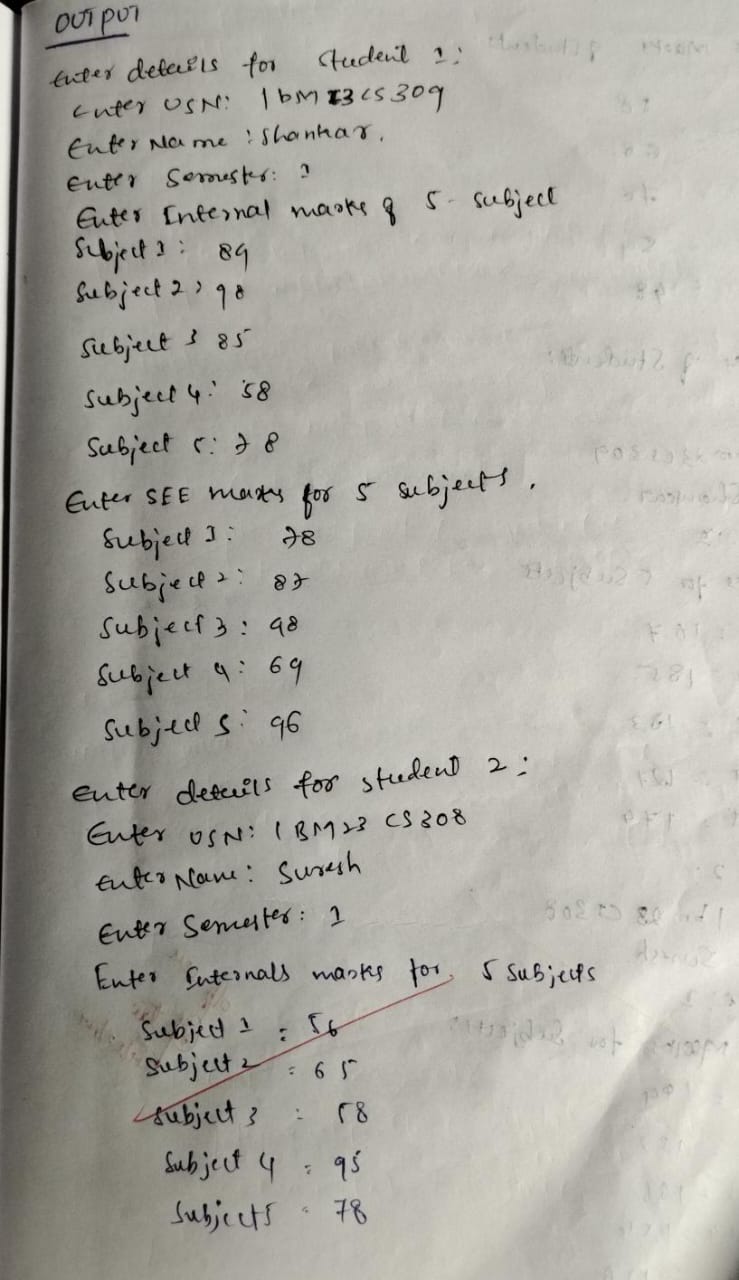 OUTPUT
Enter details for Student 1:
Enter USN: 1bM23CS309
Enter Name : Shankar.
Enter Semester: 1
Enter Internal marks of 5 subject
Subject 1: 89
Subject 2: 98
Subject 3 85
Subject 4: 58
Subject 5: 78
Enter SEE marks for 5 subjects.
Subject 1: 78
Subject 2: 87
Subject 3: 98
Subject 4: 69
Subject 5: 96
Enter details for student 2:
Enter USN: 1BM23 CS308
Enter Name: Suresh
Enter Semester: 1
Enter Internals marks for 5 Subjects
Subject 1 : 56
Subject 2 : 65
Subject 3 : 58
Subject 4 : 95
Subject 5 : 78